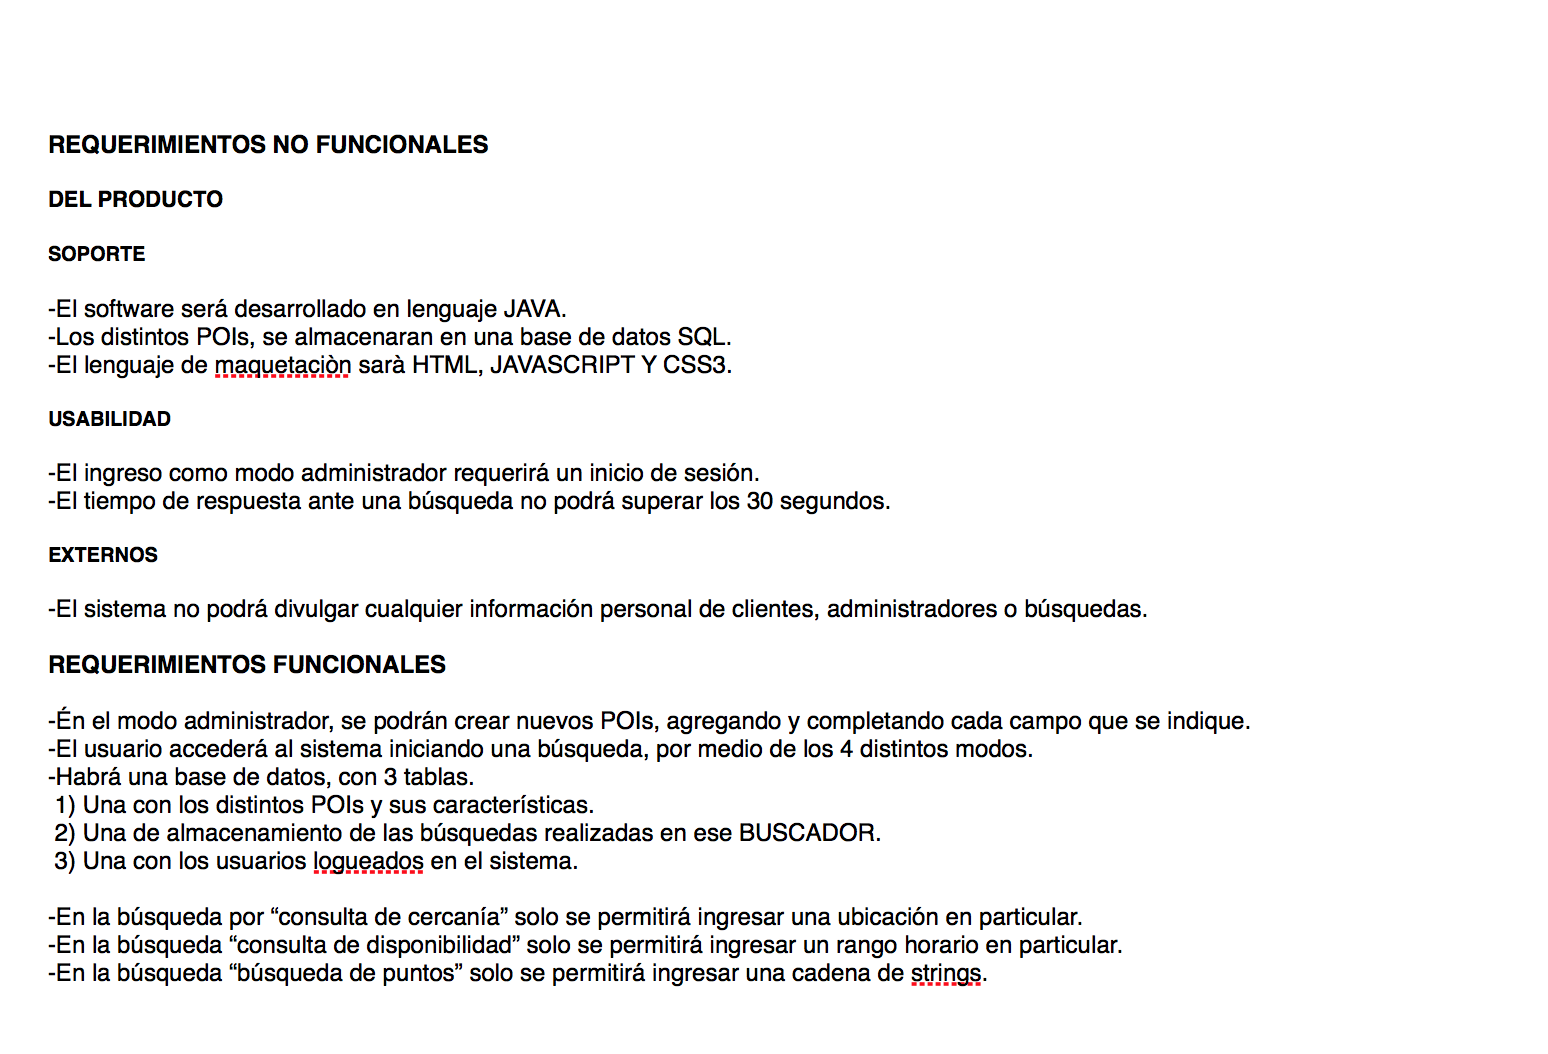 REQUERIMIENTOS NO FUNCIONALES
DEL PRODUCTO
SOPORTE
-El software será desarrollado en lenguaje JAVA.
-Los distintos POIs, se almacenaran en una base de datos SQL.
-El lenguaje de maquetaciòn sarà HTML, JAVASCRIPT Y CSS3.
USABILIDAD
-El ingreso como modo administrador requerirá un inicio de sesión.
-El tiempo de respuesta ante una búsqueda no podrá superar los 30 segundos.
EXTERNOS
-El sistema no podrá divulgar cualquier información personal de clientes, administradores o búsquedas.
REQUERIMIENTOS FUNCIONALES
-Én el modo administrador, se podrán crear nuevos POIs, agregando y completando cada campo que se indique.
-El usuario accederá al sistema iniciando una búsqueda, por medio de los 4 distintos modos.
-Habrá una base de datos, con 3 tablas.
1) Una con los distintos POIs y sus características.
2) Una de almacenamiento de las búsquedas realizadas en ese BUSCADOR.
3) Una con los usuarios logueados en el sistema.
-En la búsqueda por “consulta de cercanía” solo se permitirá ingresar una ubicación en particular.
-En la búsqueda “consulta de disponibilidad” solo se permitirá ingresar un rango horario en particular.
-En la búsqueda “búsqueda de puntos” solo se permitirá ingresar una cadena de strings.